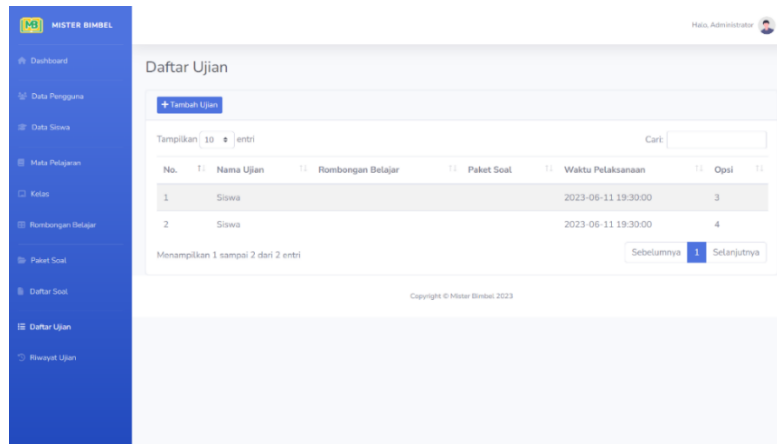 MB MISTER BIMBEL
Halo, Administrator
Dashboard
Data Pengguna
Data Siswa
Mata Pelajaran
Kelas
Rombongan Belajar
Paket Soal
Daftar Soal
Daftar Ujian
Riwayat Ujian
Daftar Ujian
+ Tambah Ujian
Tampilkan 10 entri Cari:
No. Nama Ujian Rombongan Belajar Paket Soal Waktu Pelaksanaan Opsi
1 Siswa 2023-06-11 19:30:00 3
2 Siswa 2023-06-11 19:30:00 4
Menampilkan 1 sampai 2 dari 2 entri Sebelumnya 1 Selanjutnya
Copyright © Mister Bimbel 2023